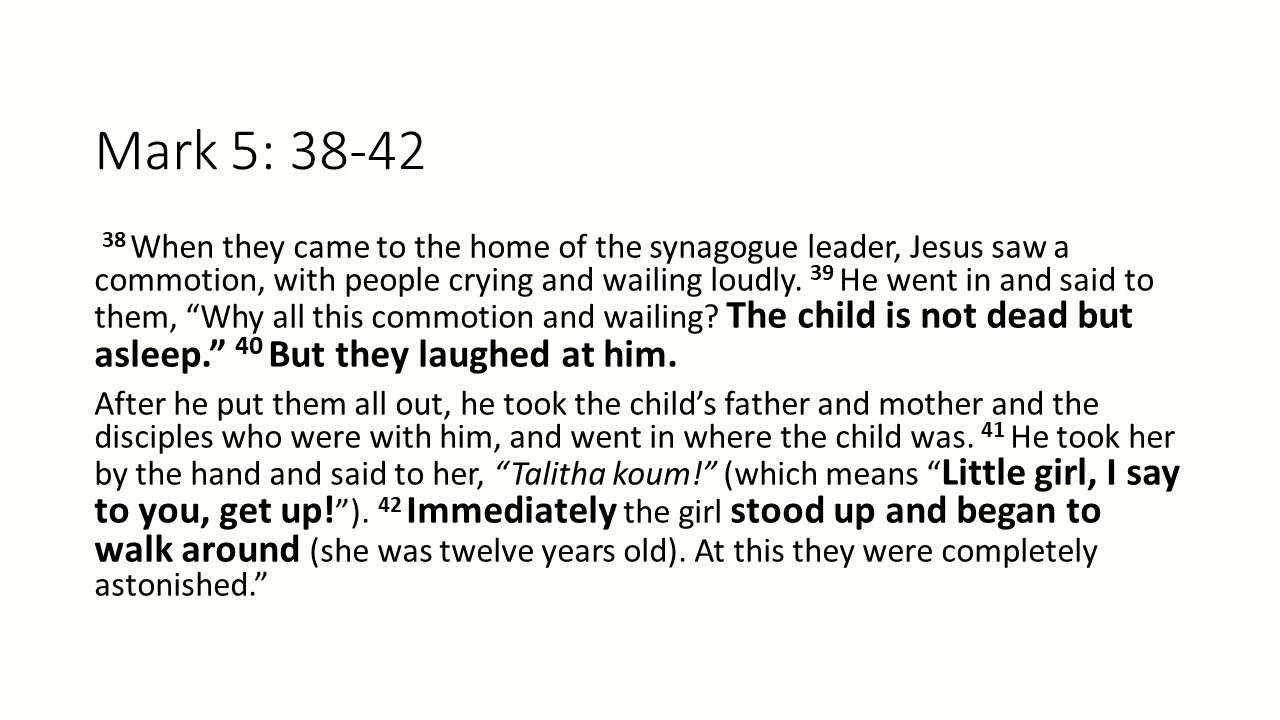 Mark 5: 38-42
38 When they came to the home of the synagogue leader, Jesus saw a
commotion, with people crying and wailing loudly. 39 He went in and said to
them, “Why all this commotion and wailing? The child is not dead but
asleep.” 40 But they laughed at him.
After he put them all out, he took the child’s father and mother and the
disciples who were with him, and went in where the child was. 41 He took her
by the hand and said to her, “Talitha koum!” (which means “Little girl, I say
to you, get up!”). 42 Immediately the girl stood up and began to
walk around (she was twelve years old). At this they were completely
astonished.”